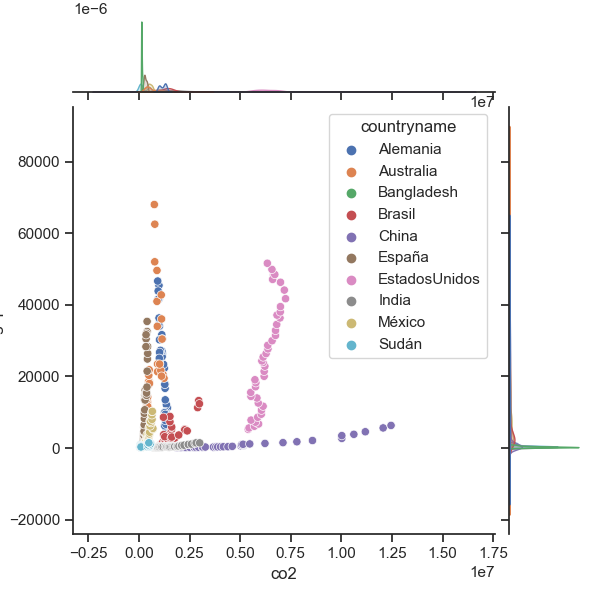 1e−6
1e7
countryname
Alemania
Australia
Bangladesh
Brasil
China
España
EstadosUnidos
India
México
Sudán
80000
60000
40000
20000
0
−20000
−0.25 0.00 0.25 0.50 0.75 1.00 1.25 1.50 1.75
co2
1e7